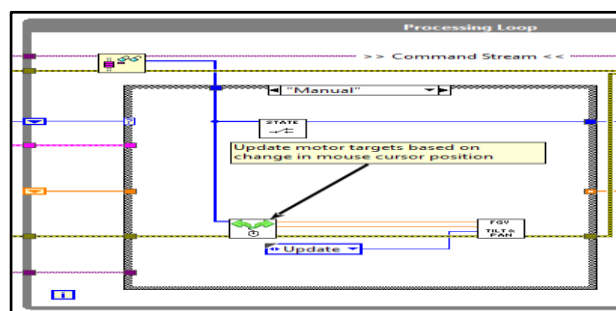 Processing Loop
>> Command Stream <<
"Manual"
STATE
Update motor targets based on
change in mouse cursor position
FGV
TILT &
PAN
Update
i